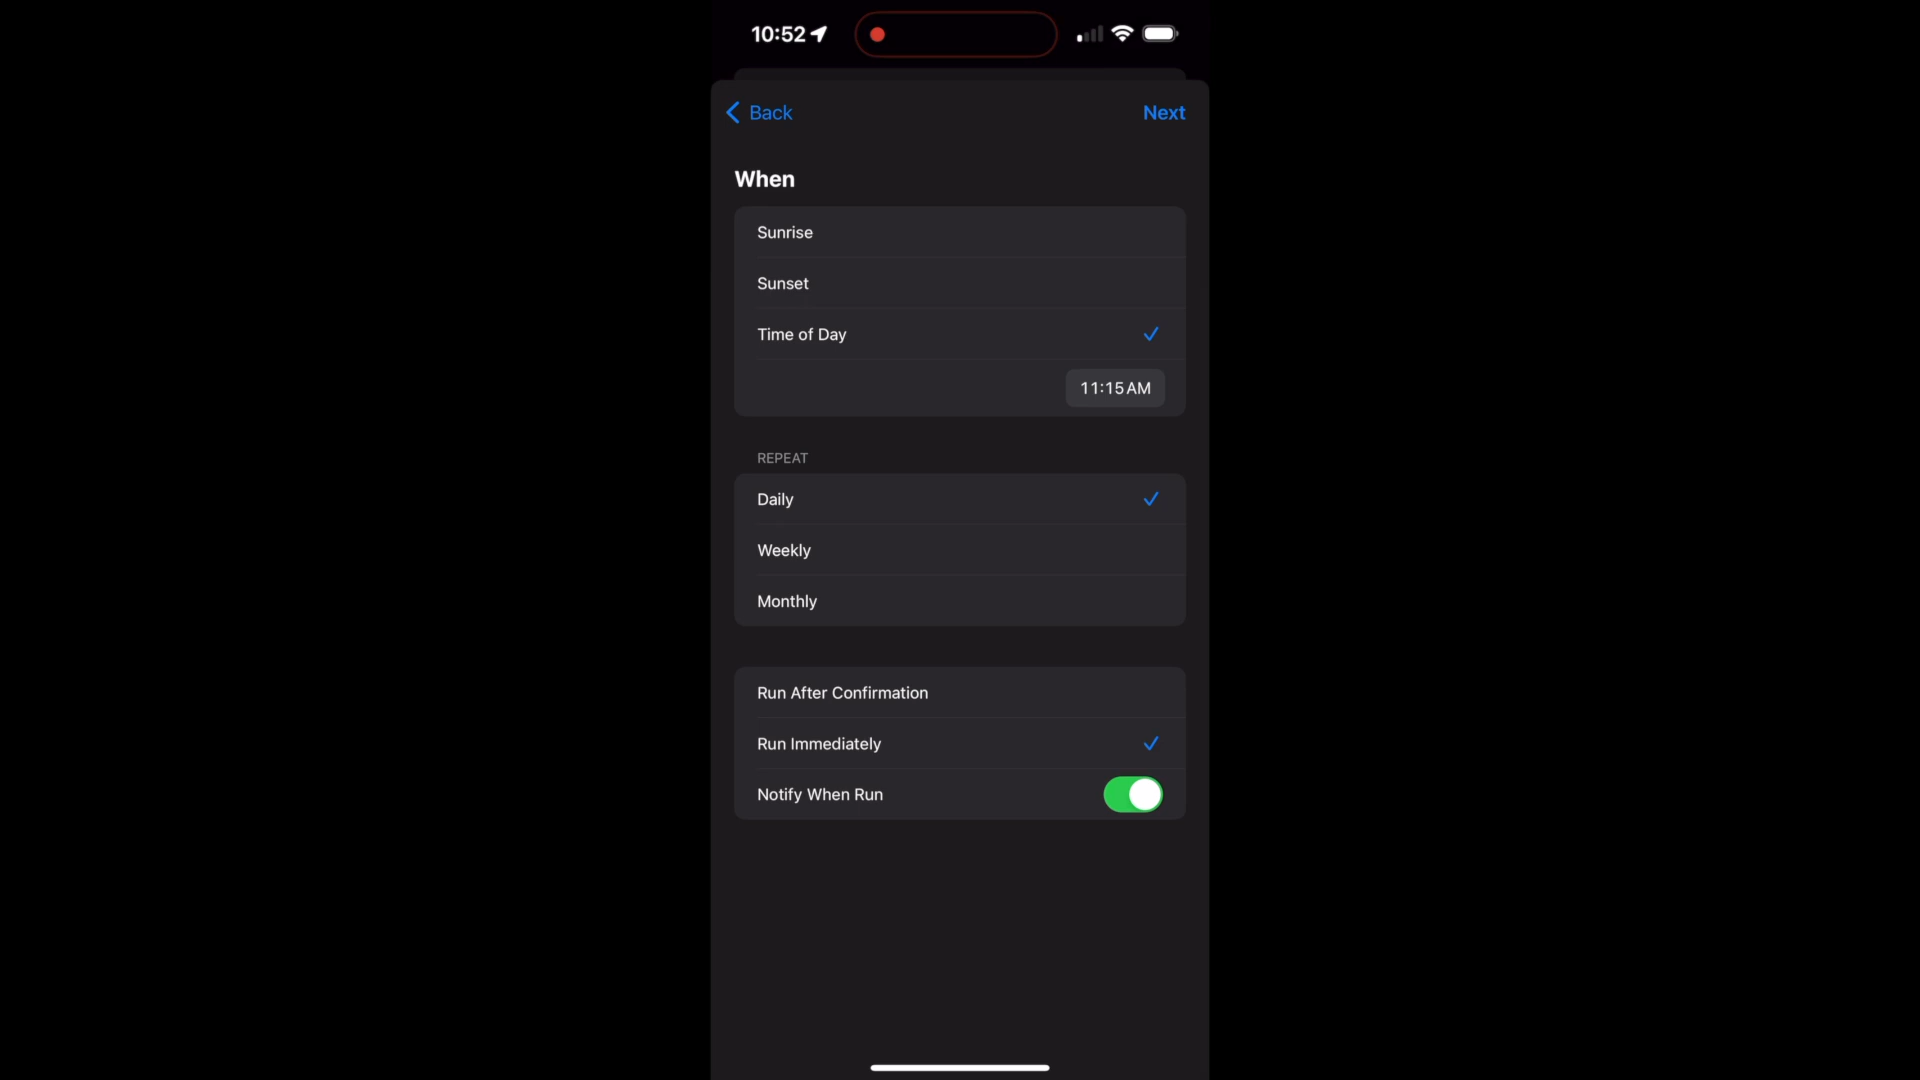 10:52
Back
Next
When
Sunrise
Sunset
Time of Day
11:15 AM
REPEAT
Daily
Weekly
Monthly
Run After Confirmation
Run Immediately
Notify When Run